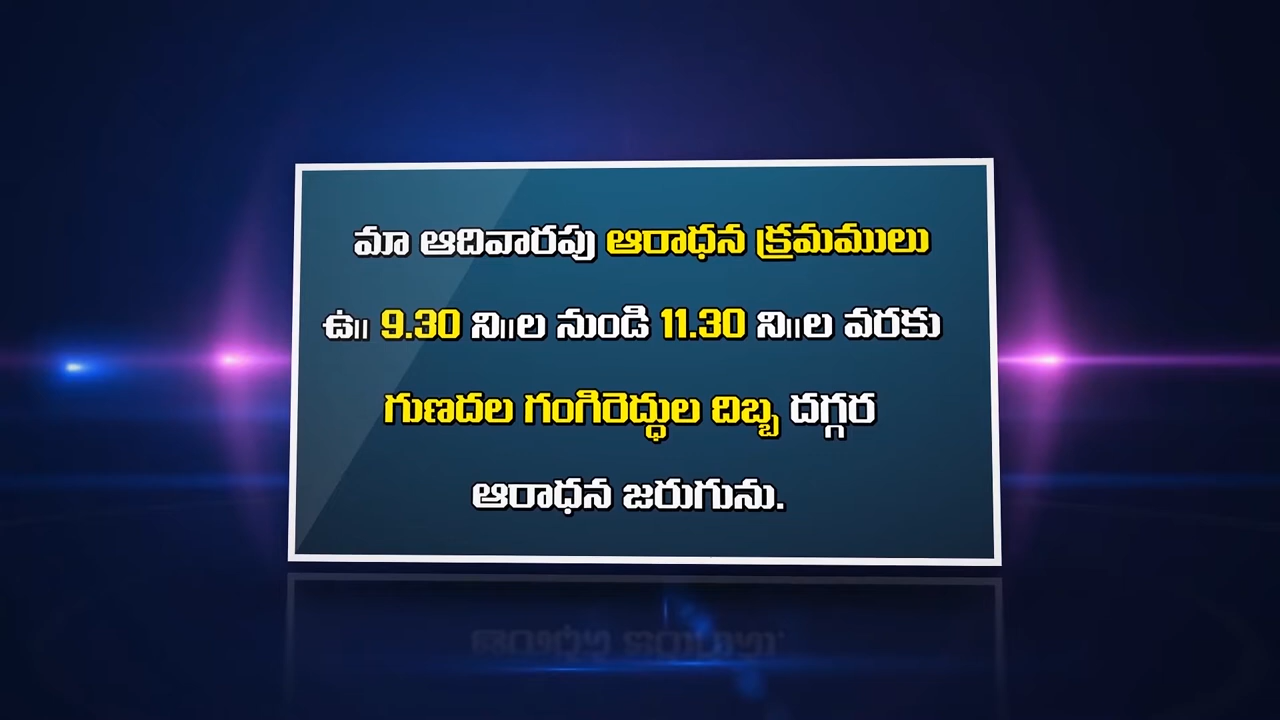 మా ఆదివారపు ఆరాధన క్రమములు
ఉ॥ 9.30 ని॥ల నుండి 11.30 ని॥ల వరకు
గుణదల గంగిరెద్ధుల దిబ్బ దగ్గర
ఆరాధన జరుగును.